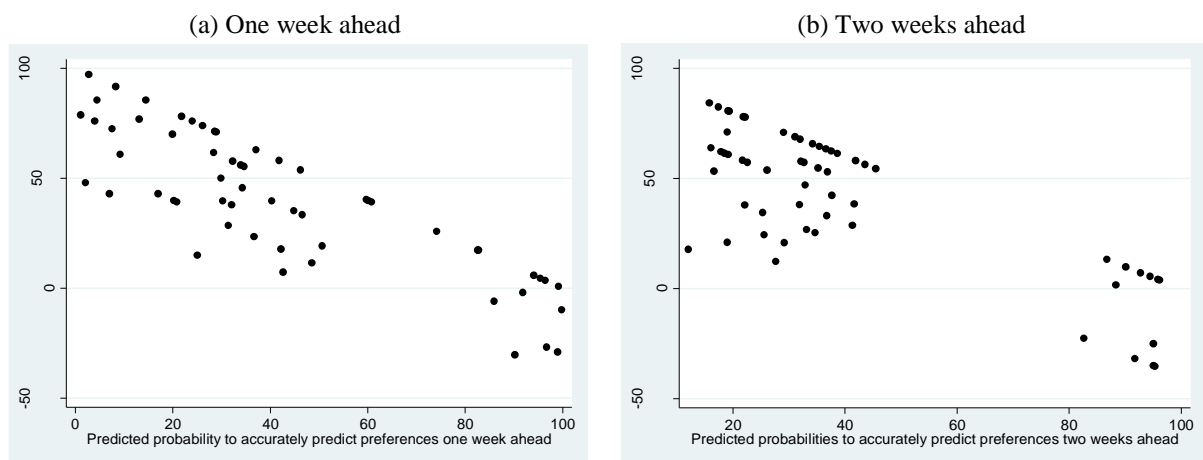 (a) One week ahead
100
50
0
-50
0 20 40 60 80 100
Predicted probability to accurately predict preferences one week ahead
(b) Two weeks ahead
100
50
0
-50
20 40 60 80 100
Predicted probabilities to accurately predict preferences two weeks ahead